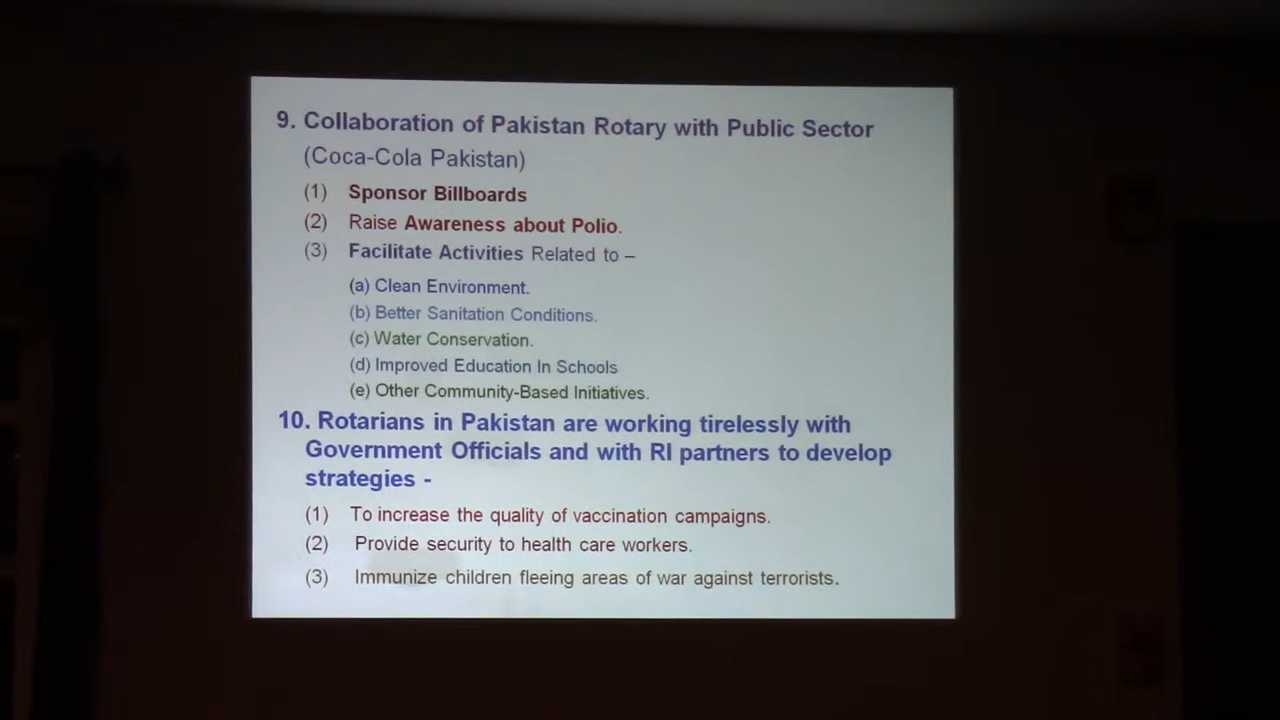 9. Collaboration of Pakistan Rotary with Public Sector
(Coca-Cola Pakistan)
(1) Sponsor Billboards
(2) Raise Awareness about Polio.
(3) Facilitate Activities Related to –
(a) Clean Environment.
(b) Better Sanitation Conditions.
(c) Water Conservation.
(d) Improved Education In Schools
(e) Other Community-Based Initiatives.
10. Rotarians in Pakistan are working tirelessly with
Government Officials and with RI partners to develop
strategies -
(1) To increase the quality of vaccination campaigns.
(2) Provide security to health care workers.
(3) Immunize children fleeing areas of war against terrorists.